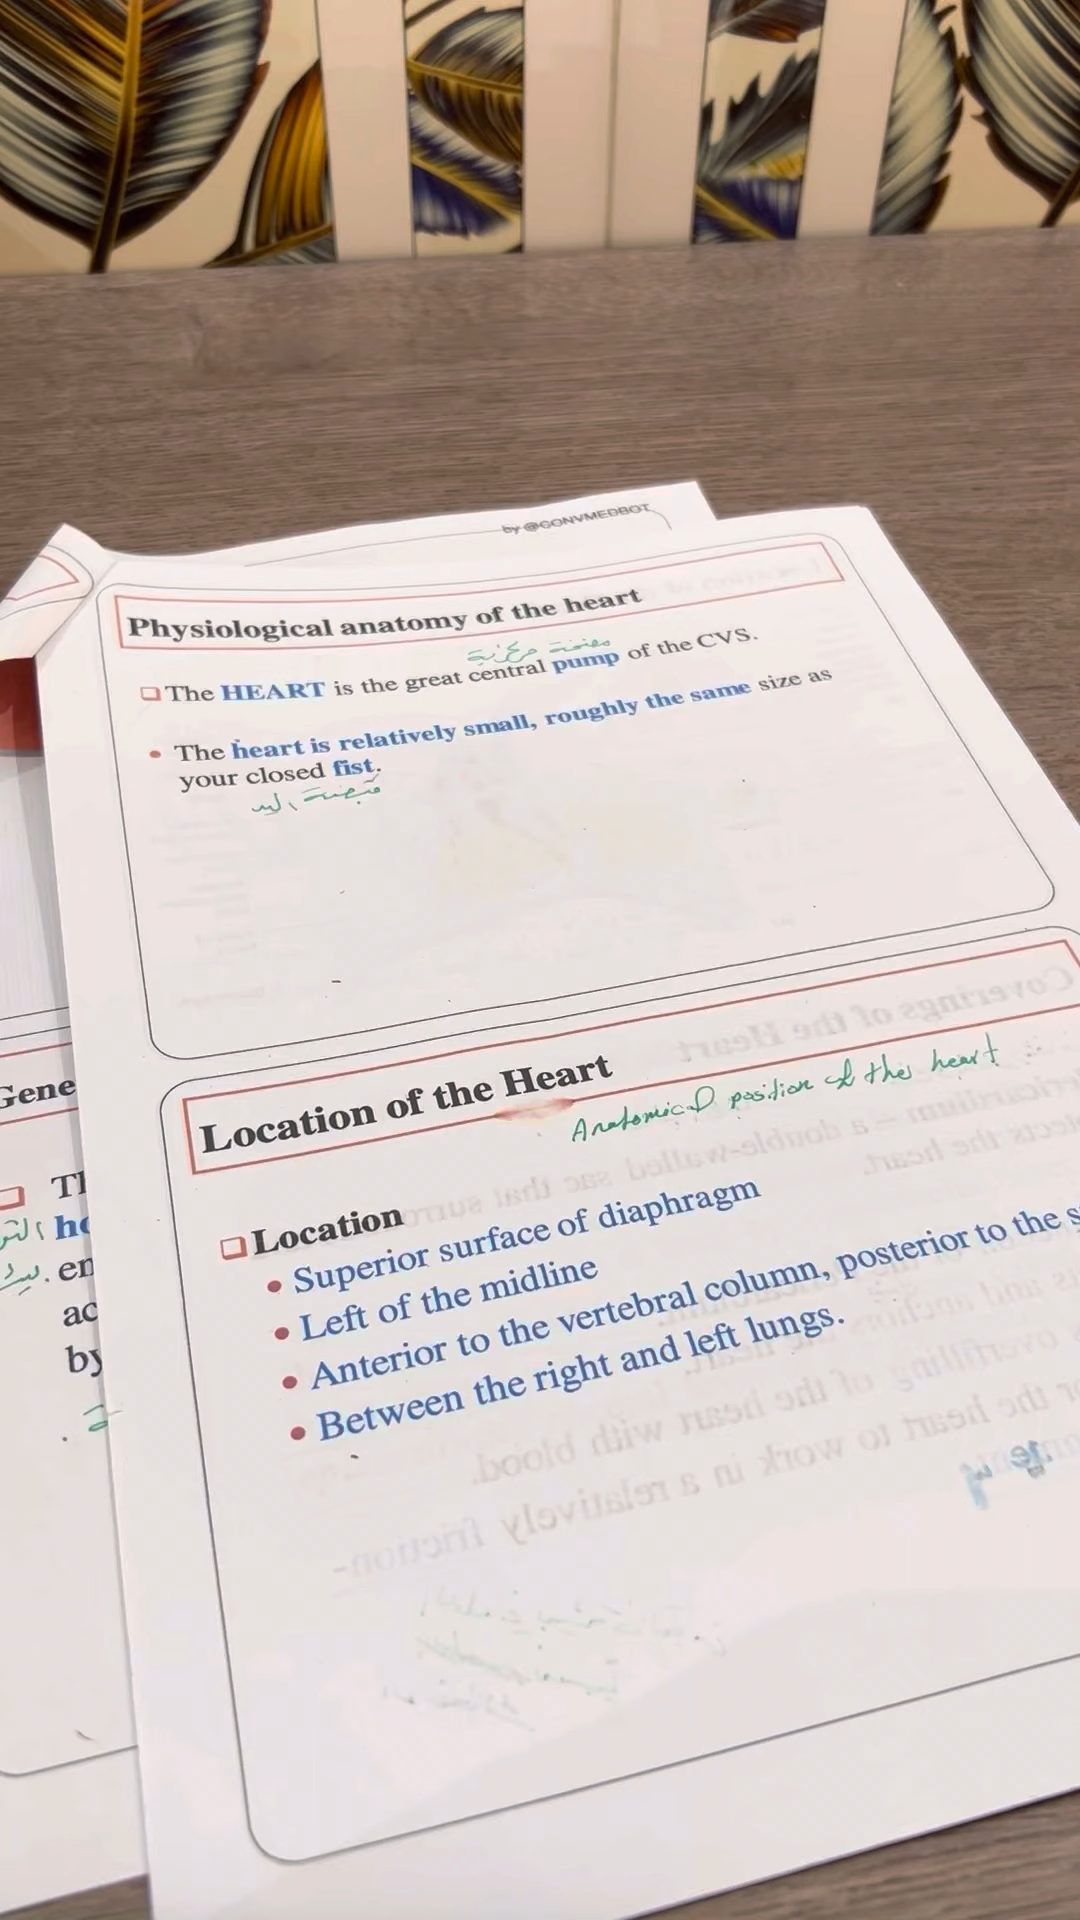 by @CONVMEDBOT
Physiological anatomy of the heart
مضخة مركزية
The HEART is the great central pump of the CVS.
The heart is relatively small, roughly the same size as
your closed fist.
قبضة اليد
Location of the Heart
Anatomical position of the heart
Location
Superior surface of diaphragm
Left of the midline
Anterior to the vertebral column, posterior to the
Between the right and left lungs.
Gene
en
ac
by